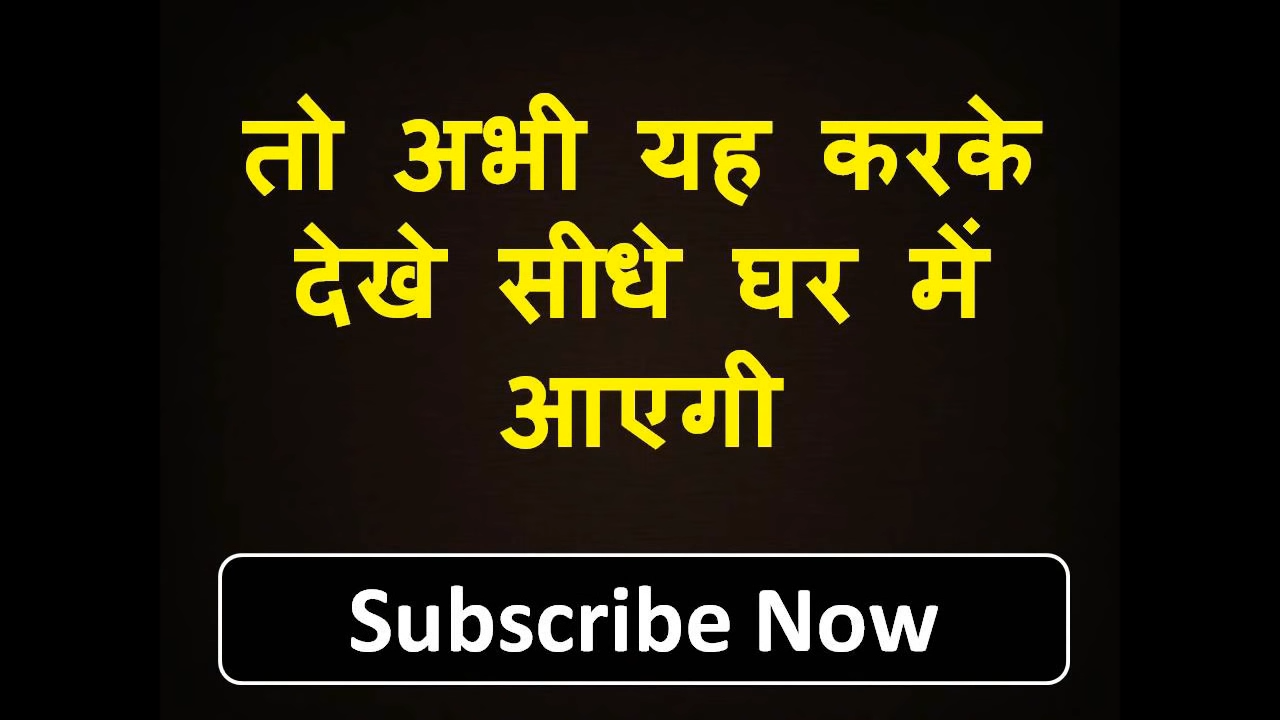 तो अभी यह करके
देखे सीधे घर में
आएगी
Subscribe Now